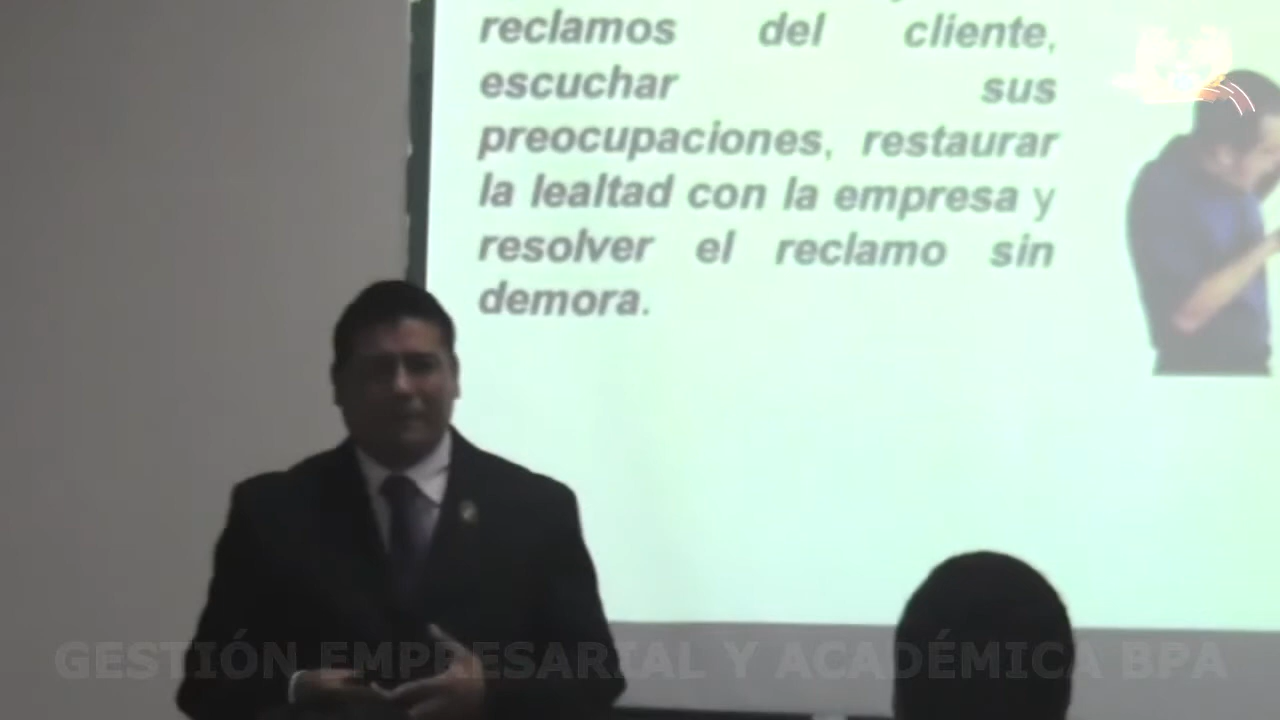 reclamos del cliente,
escuchar sus
preocupaciones, restaurar
la lealtad con la empresa y
resolver el reclamo sin
demora.
GESTIÓN EMPRESARIAL Y ACADÉMICA BPA